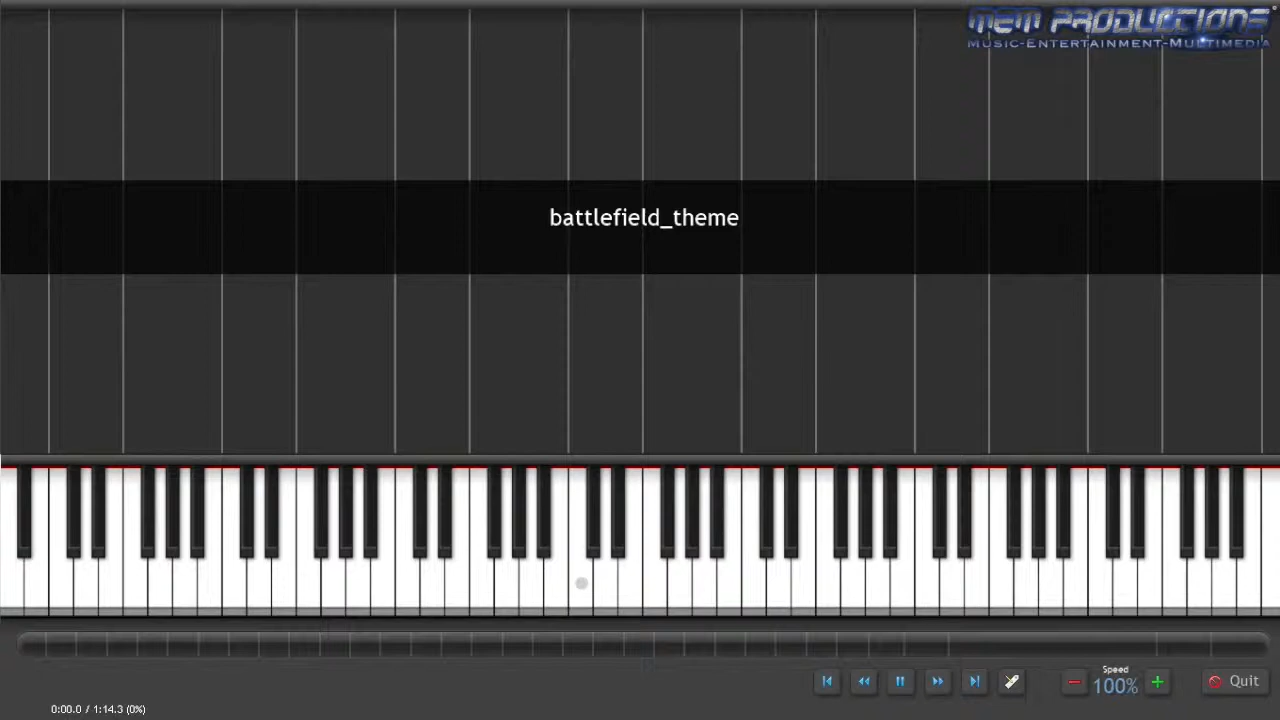 MEM PRODUCTIONS
MUSIC-ENTERTAINMENT-MULTIMEDIA
battlefield_theme
Speed
100%
Quit
0:00.0 / 1:14.3 (0%)